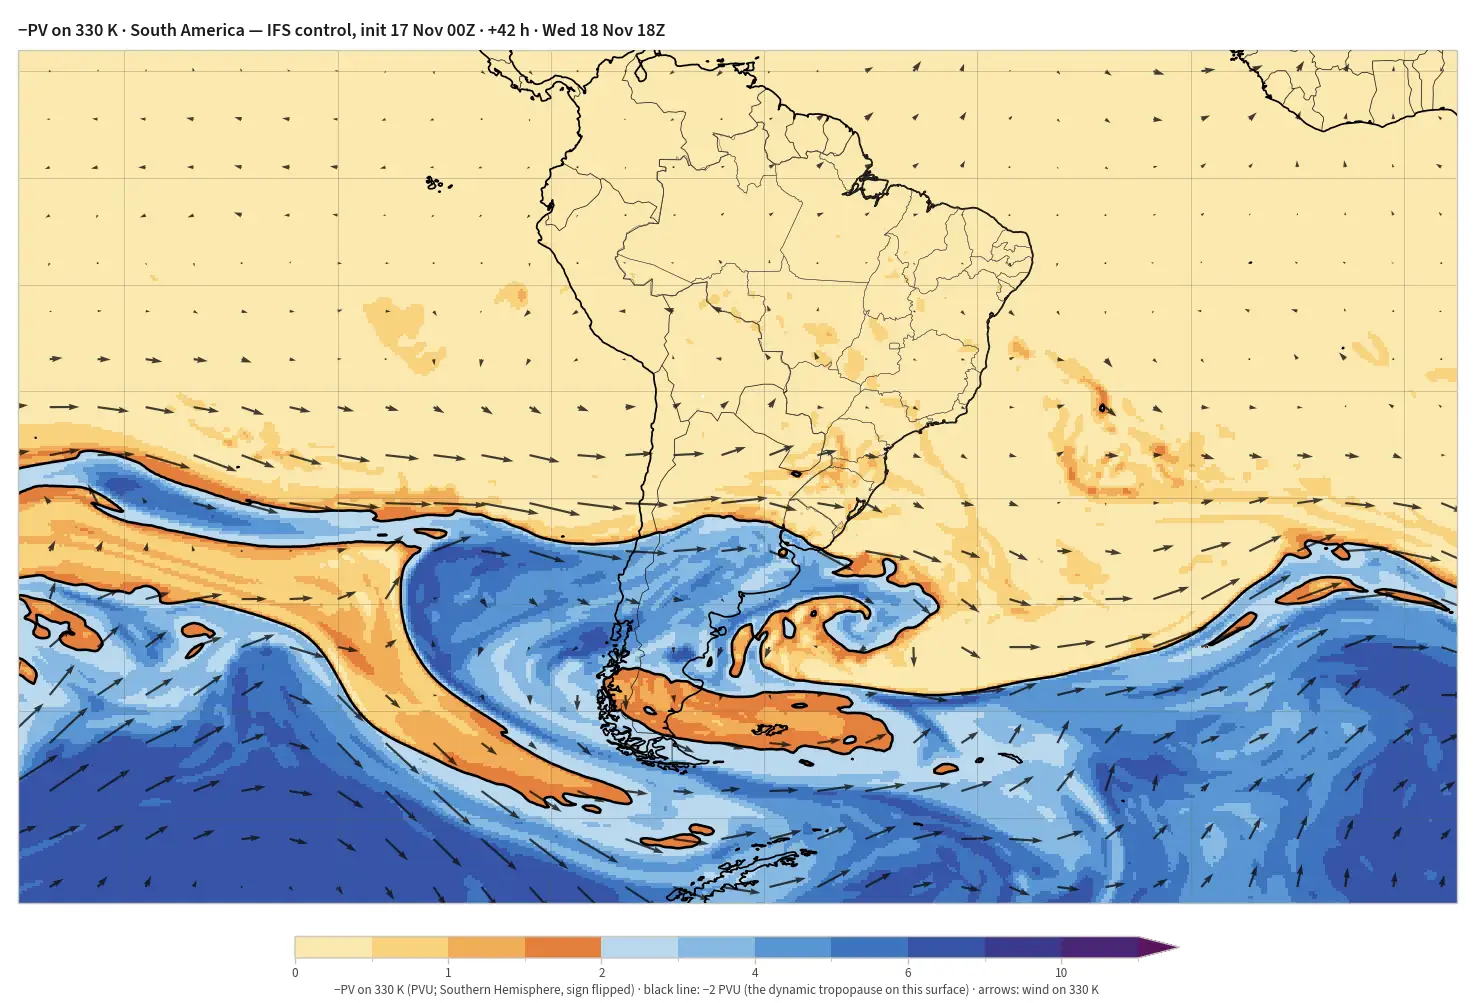 −PV on 330 K · South America — IFS control, init 17 Nov 00Z · +42 h · Wed 18 Nov 18Z
0 1 2 4 6 10
−PV on 330 K (PVU; Southern Hemisphere, sign flipped) · black line: −2 PVU (the dynamic tropopause on this surface) · arrows: wind on 330 K